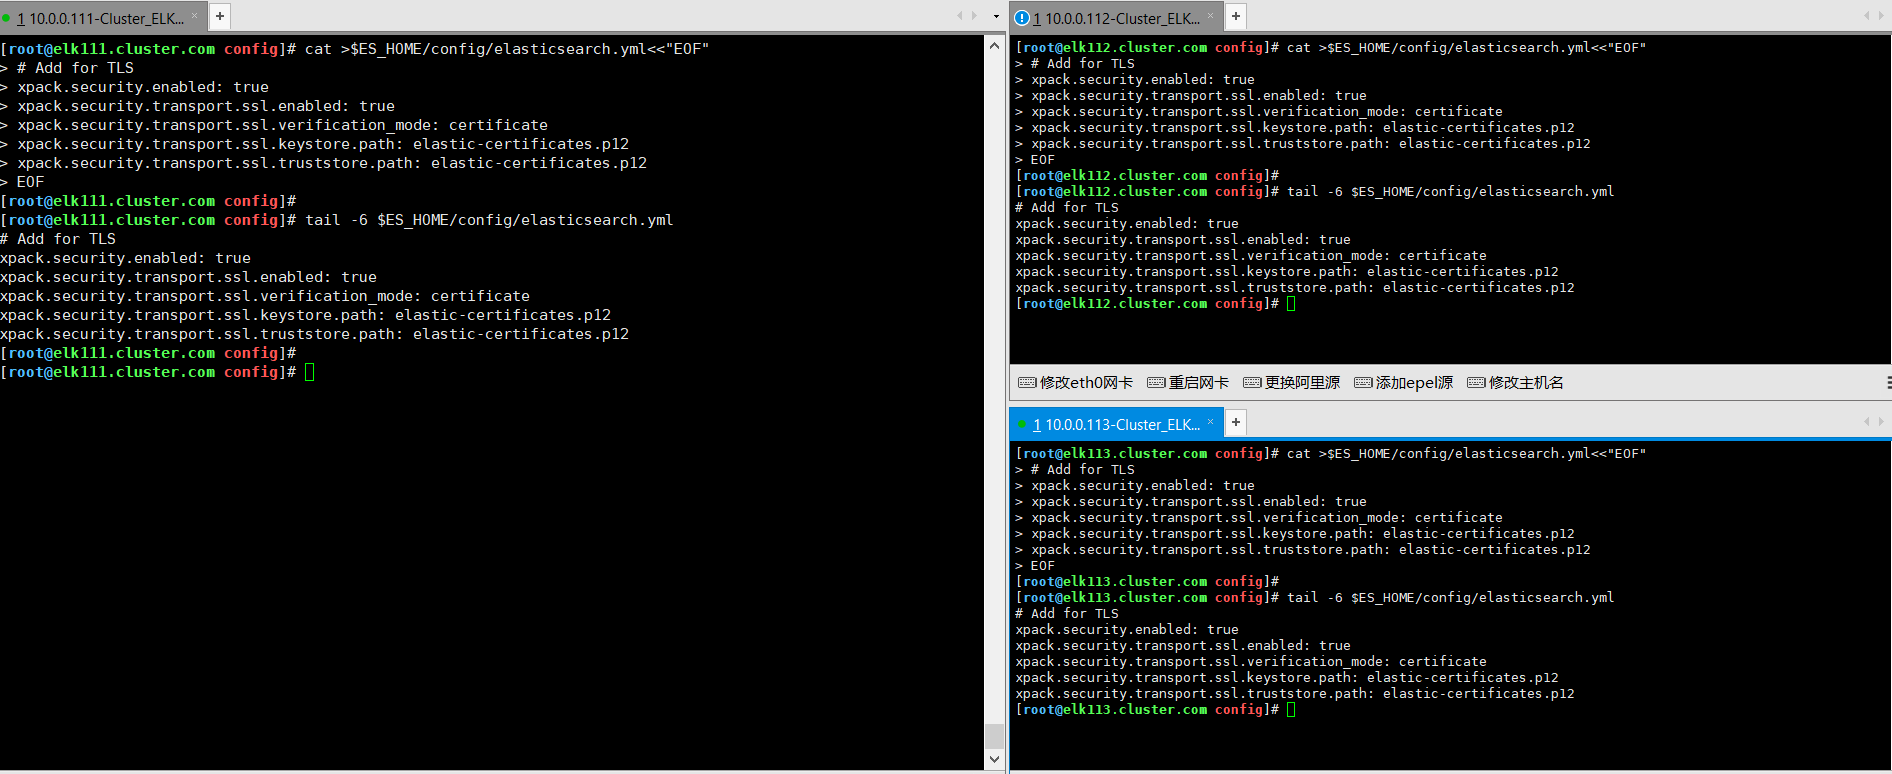 1 10.0.0.111-Cluster_ELK... × +
[root@elk111.cluster.com config]# cat >$ES_HOME/config/elasticsearch.yml<<"EOF"
> # Add for TLS
> xpack.security.enabled: true
> xpack.security.transport.ssl.enabled: true
> xpack.security.transport.ssl.verification_mode: certificate
> xpack.security.transport.ssl.keystore.path: elastic-certificates.p12
> xpack.security.transport.ssl.truststore.path: elastic-certificates.p12
> EOF
[root@elk111.cluster.com config]#
[root@elk111.cluster.com config]# tail -6 $ES_HOME/config/elasticsearch.yml
# Add for TLS
xpack.security.enabled: true
xpack.security.transport.ssl.enabled: true
xpack.security.transport.ssl.verification_mode: certificate
xpack.security.transport.ssl.keystore.path: elastic-certificates.p12
xpack.security.transport.ssl.truststore.path: elastic-certificates.p12
[root@elk111.cluster.com config]#
[root@elk111.cluster.com config]#
1 10.0.0.112-Cluster_ELK... × +
[root@elk112.cluster.com config]# cat >$ES_HOME/config/elasticsearch.yml<<"EOF"
> # Add for TLS
> xpack.security.enabled: true
> xpack.security.transport.ssl.enabled: true
> xpack.security.transport.ssl.verification_mode: certificate
> xpack.security.transport.ssl.keystore.path: elastic-certificates.p12
> xpack.security.transport.ssl.truststore.path: elastic-certificates.p12
> EOF
[root@elk112.cluster.com config]#
[root@elk112.cluster.com config]# tail -6 $ES_HOME/config/elasticsearch.yml
# Add for TLS
xpack.security.enabled: true
xpack.security.transport.ssl.enabled: true
xpack.security.transport.ssl.verification_mode: certificate
xpack.security.transport.ssl.keystore.path: elastic-certificates.p12
xpack.security.transport.ssl.truststore.path: elastic-certificates.p12
[root@elk112.cluster.com config]#
修改eth0网卡 重启网卡 更换阿里源 添加epel源 修改主机名
1 10.0.0.113-Cluster_ELK... × +
[root@elk113.cluster.com config]# cat >$ES_HOME/config/elasticsearch.yml<<"EOF"
> # Add for TLS
> xpack.security.enabled: true
> xpack.security.transport.ssl.enabled: true
> xpack.security.transport.ssl.verification_mode: certificate
> xpack.security.transport.ssl.keystore.path: elastic-certificates.p12
> xpack.security.transport.ssl.truststore.path: elastic-certificates.p12
> EOF
[root@elk113.cluster.com config]#
[root@elk113.cluster.com config]# tail -6 $ES_HOME/config/elasticsearch.yml
# Add for TLS
xpack.security.enabled: true
xpack.security.transport.ssl.enabled: true
xpack.security.transport.ssl.verification_mode: certificate
xpack.security.transport.ssl.keystore.path: elastic-certificates.p12
xpack.security.transport.ssl.truststore.path: elastic-certificates.p12
[root@elk113.cluster.com config]#